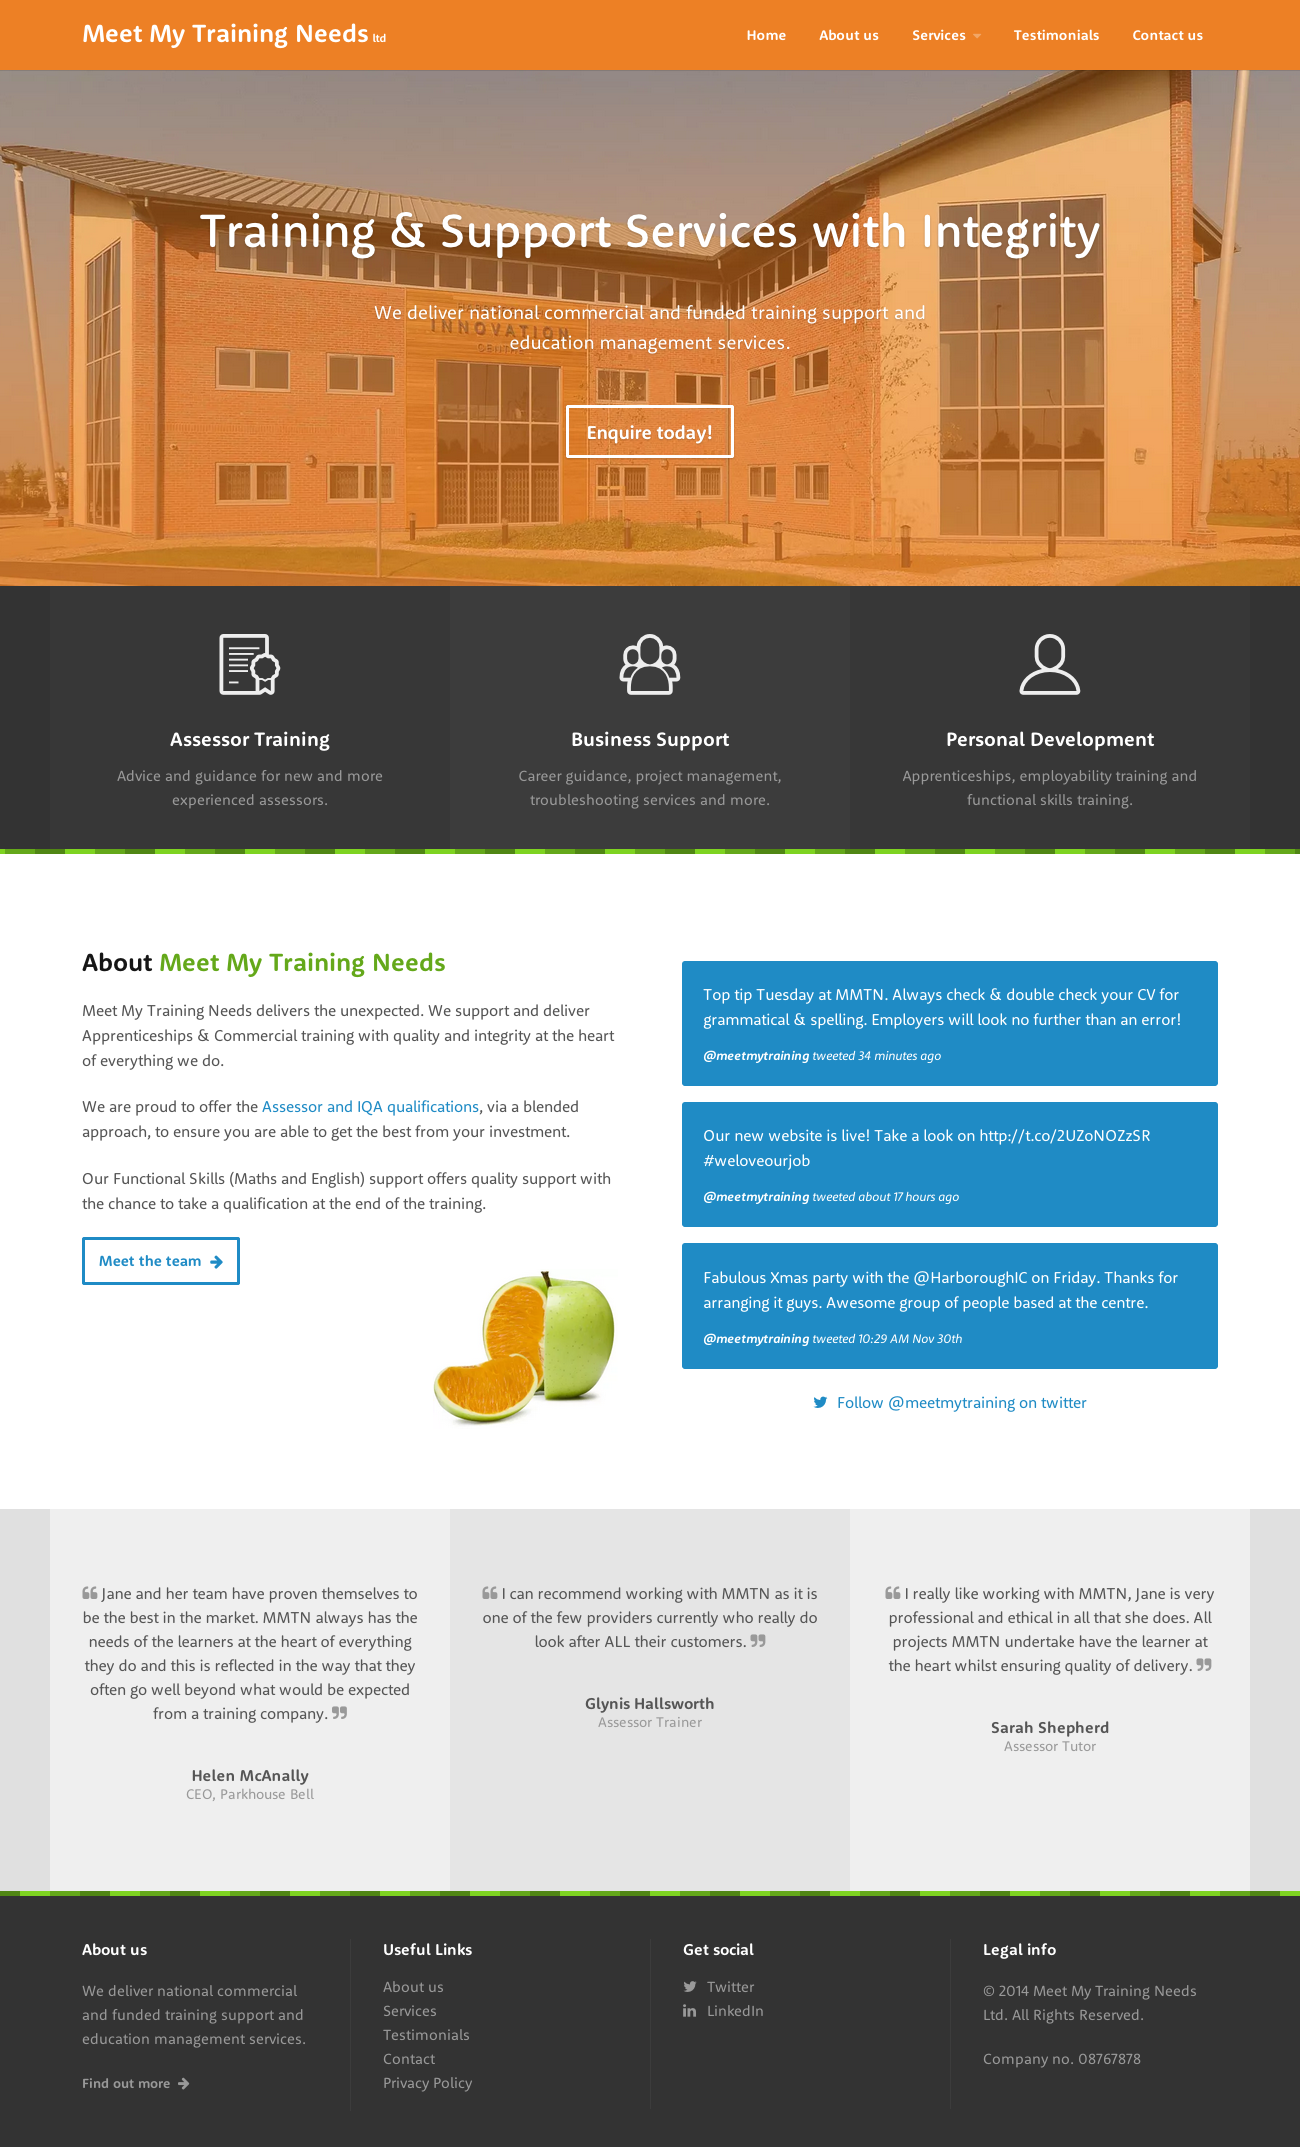 Meet My Training Needs ltd
Home About us Services Testimonials Contact us
Training & Support Services with Integrity
We deliver national commercial and funded training support and
education management services.
INNOVATION
CENTRE
Enquire today!
Assessor Training
Advice and guidance for new and more
experienced assessors.
Business Support
Career guidance, project management,
troubleshooting services and more.
Personal Development
Apprenticeships, employability training and
functional skills training.
About Meet My Training Needs
Meet My Training Needs delivers the unexpected. We support and deliver
Apprenticeships & Commercial training with quality and integrity at the heart
of everything we do.
We are proud to offer the Assessor and IQA qualifications, via a blended
approach, to ensure you are able to get the best from your investment.
Our Functional Skills (Maths and English) support offers quality support with
the chance to take a qualification at the end of the training.
Meet the team
Top tip Tuesday at MMTN. Always check & double check your CV for
grammatical & spelling. Employers will look no further than an error!
@meetmytraining tweeted 34 minutes ago
Our new website is live! Take a look on http://t.co/2UZoNOZzSR
#weloveourjob
@meetmytraining tweeted about 17 hours ago
Fabulous Xmas party with the @HarboroughIC on Friday. Thanks for
arranging it guys. Awesome group of people based at the centre.
@meetmytraining tweeted 10:29 AM Nov 30th
Follow @meetmytraining on twitter
❝ Jane and her team have proven themselves to
be the best in the market. MMTN always has the
needs of the learners at the heart of everything
they do and this is reflected in the way that they
often go well beyond what would be expected
from a training company. ❞
Helen McAnally
CEO, Parkhouse Bell
❝ I can recommend working with MMTN as it is
one of the few providers currently who really do
look after ALL their customers. ❞
Glynis Hallsworth
Assessor Trainer
❝ I really like working with MMTN, Jane is very
professional and ethical in all that she does. All
projects MMTN undertake have the learner at
the heart whilst ensuring quality of delivery. ❞
Sarah Shepherd
Assessor Tutor
About us
We deliver national commercial
and funded training support and
education management services.
Find out more
Useful Links
About us
Services
Testimonials
Contact
Privacy Policy
Get social
Twitter
LinkedIn
Legal info
© 2014 Meet My Training Needs
Ltd. All Rights Reserved.
Company no. 08767878